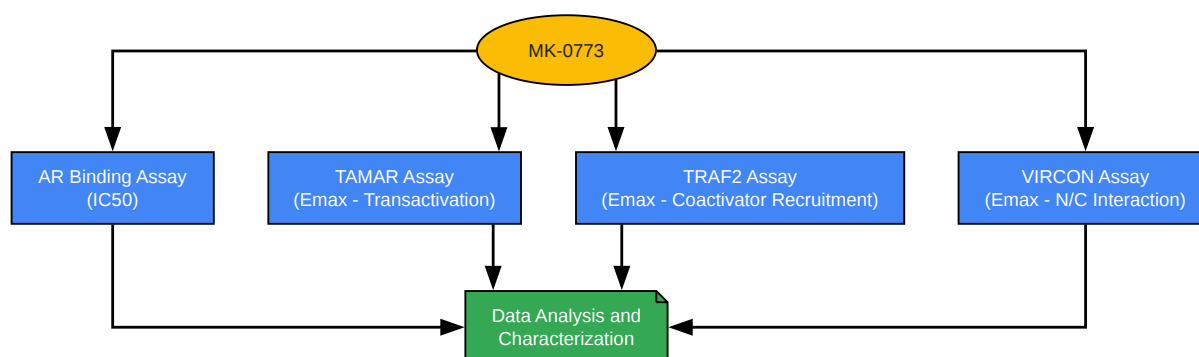 MK-0773
AR Binding Assay
(IC50)
TAMAR Assay
(Emax - Transactivation)
TRAF2 Assay
(Emax - Coactivator Recruitment)
VIRCON Assay
(Emax - N/C Interaction)
Data Analysis and
Characterization